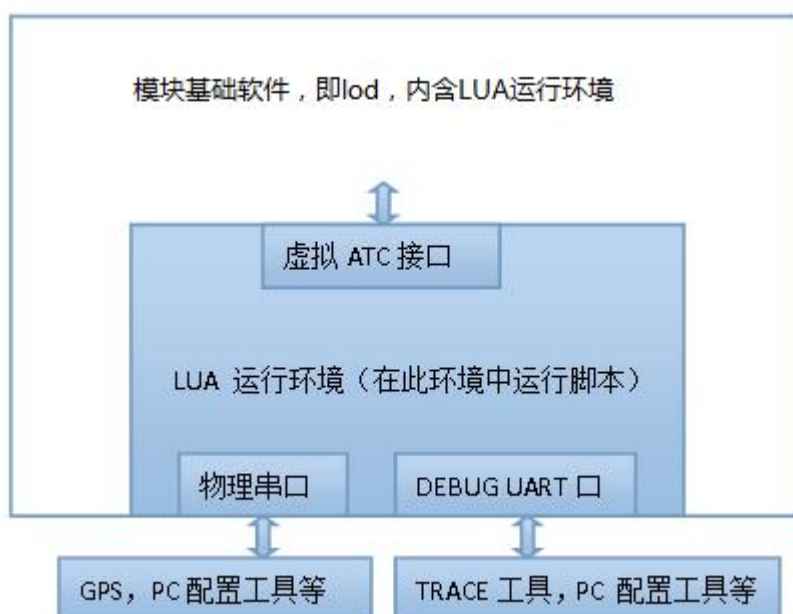 模块基础软件，即lod，内含LUA运行环境
虚拟 ATC 接口
LUA 运行环境（在此环境中运行脚本）
物理串口
DEBUG UART 口
GPS，PC 配置工具等
TRACE 工具，PC 配置工具等